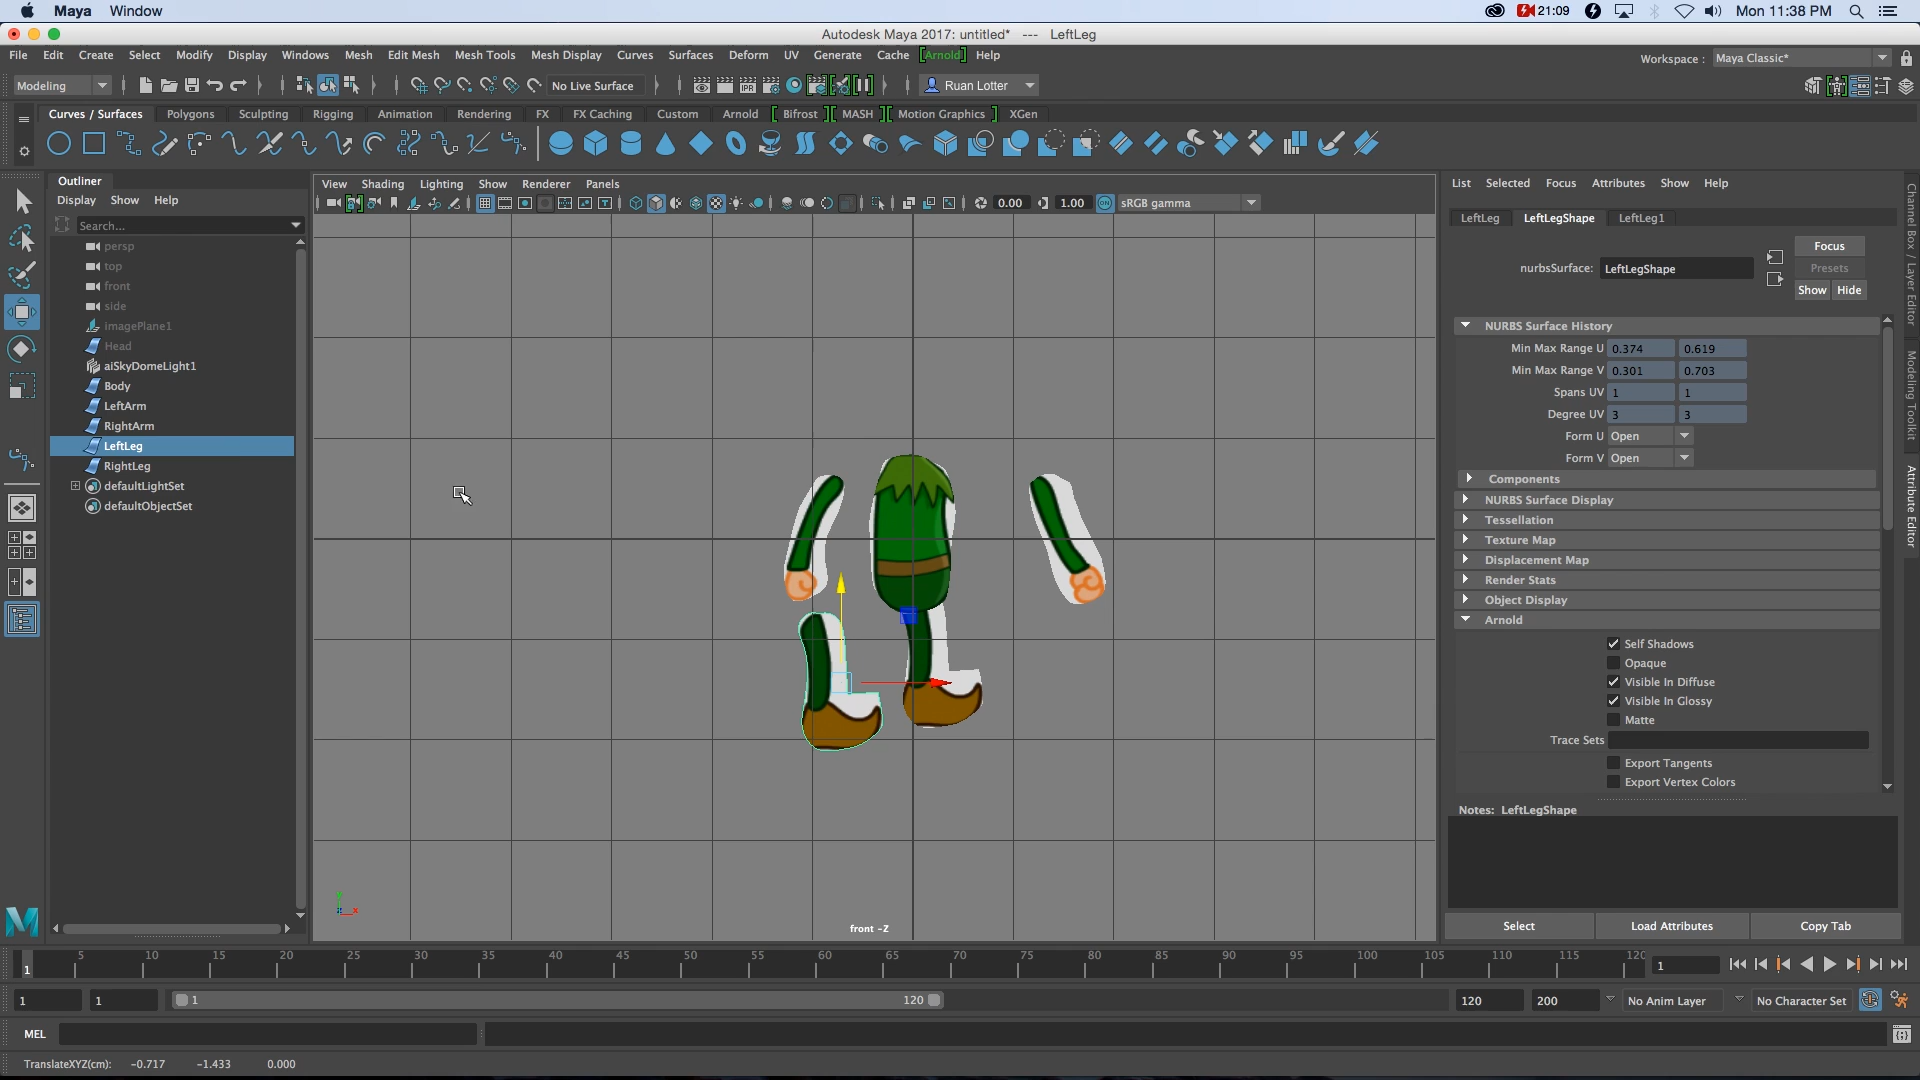 Maya Window 21:09 Mon 11:38 PM
Autodesk Maya 2017: untitled* --- LeftLeg
File Edit Create Select Modify Display Windows Mesh Edit Mesh Mesh Tools Mesh Display Curves Surfaces Deform UV Generate Cache [Arnold] Help Workspace : Maya Classic*
Modeling No Live Surface IPR Ruan Lotter
Curves / Surfaces Polygons Sculpting Rigging Animation Rendering FX FX Caching Custom Arnold [ Bifrost ][ MASH ][ Motion Graphics ] XGen
Outliner
Display Show Help
Search...
persp
top
front
side
imagePlane1
Head
aiSkyDomeLight1
Body
LeftArm
RightArm
LeftLeg
RightLeg
defaultLightSet
defaultObjectSet
View Shading Lighting Show Renderer Panels
0.00 1.00 ON sRGB gamma
front -Z
List Selected Focus Attributes Show Help
LeftLeg LeftLegShape LeftLeg1
nurbsSurface: LeftLegShape
Focus
Presets
Show Hide
NURBS Surface History
Min Max Range U 0.374 0.619
Min Max Range V 0.301 0.703
Spans UV 1 1
Degree UV 3 3
Form U Open
Form V Open
Components
NURBS Surface Display
Tessellation
Texture Map
Displacement Map
Render Stats
Object Display
Arnold
Self Shadows
Opaque
Visible In Diffuse
Visible In Glossy
Matte
Trace Sets
Export Tangents
Export Vertex Colors
Notes: LeftLegShape
Select Load Attributes Copy Tab
Channel Box / Layer Editor
Modeling Toolkit
Attribute Editor
1 5 10 15 20 25 30 35 40 45 50 55 60 65 70 75 80 85 90 95 100 105 110 115 120 1
1 1 1 120 120 200 No Anim Layer No Character Set
MEL
TranslateXYZ(cm): -0.717 -1.433 0.000